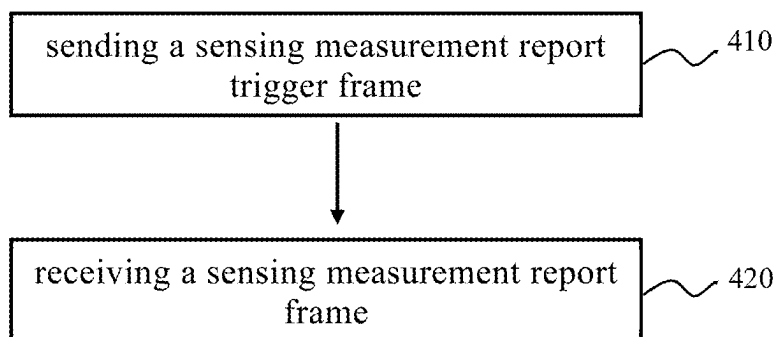 sending a sensing measurement report
trigger frame
410
receiving a sensing measurement report
frame
420